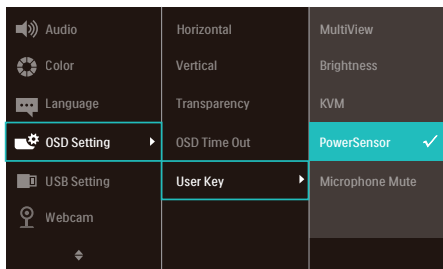 Audio
Color
Language
OSD Setting
USB Setting
Webcam
Horizontal
Vertical
Transparency
OSD Time Out
User Key
MultiView
Brightness
KVM
PowerSensor
Microphone Mute